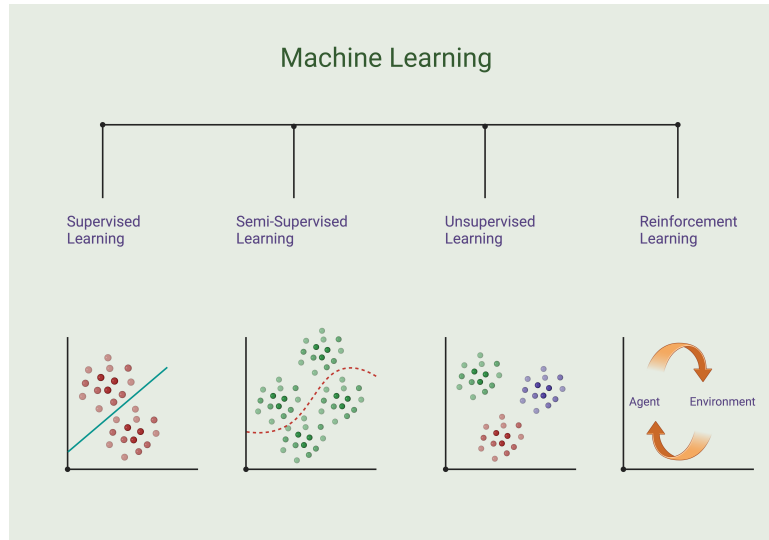 Machine Learning
Supervised
Learning
Semi-Supervised
Learning
Unsupervised
Learning
Reinforcement
Learning
Agent
Environment